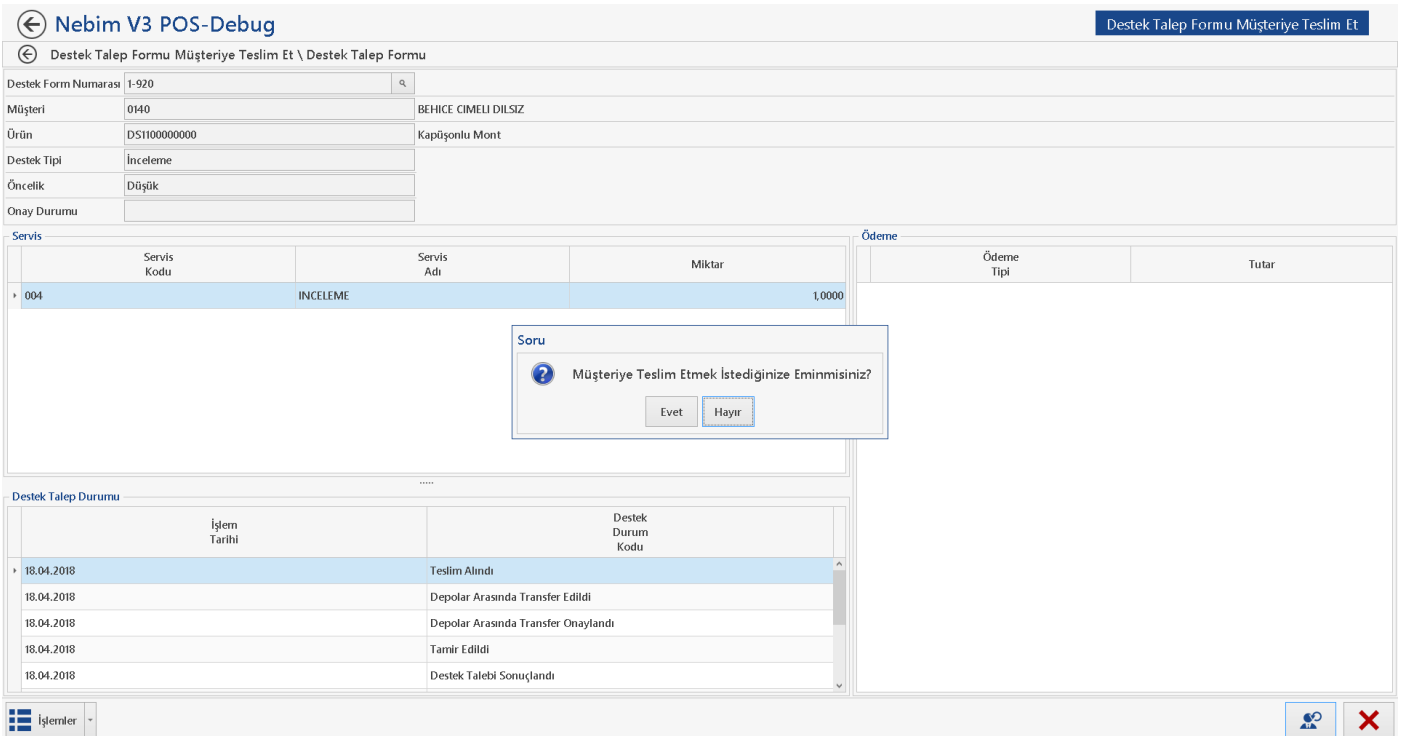 Nebim V3 POS-Debug
Destek Talep Formu Müşteriye Teslim Et
Destek Talep Formu Müşteriye Teslim Et \ Destek Talep Formu
Destek Form Numarası 1-920
Müşteri 0140 BEHICE CIMELI DILSIZ
Ürün DS1100000000 Kapüşonlu Mont
Destek Tipi İnceleme
Öncelik Düşük
Onay Durumu
Servis
Servis Kodu Servis Adı Miktar
004 INCELEME 1,0000
Ödeme
Ödeme Tipi Tutar
Soru
Müşteriye Teslim Etmek İstediğinize Eminmisiniz?
Evet Hayır
Destek Talep Durumu
İşlem Tarihi Destek Durum Kodu
18.04.2018 Teslim Alındı
18.04.2018 Depolar Arasında Transfer Edildi
18.04.2018 Depolar Arasında Transfer Onaylandı
18.04.2018 Tamir Edildi
18.04.2018 Destek Talebi Sonuçlandı
İşlemler